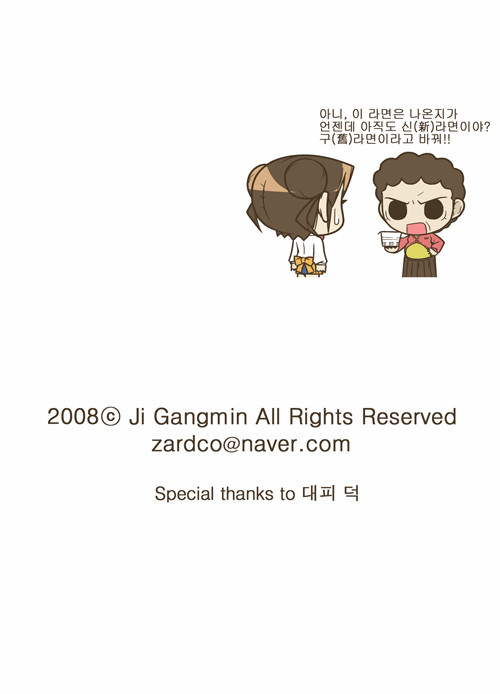 아니, 이 라면은 나온지가
언젠데 아직도 신(新)라면이야?
구(舊)라면이라고 바꿔!!
2008ⓒ Ji Gangmin All Rights Reserved
zardco@naver.com
Special thanks to 대피 덕